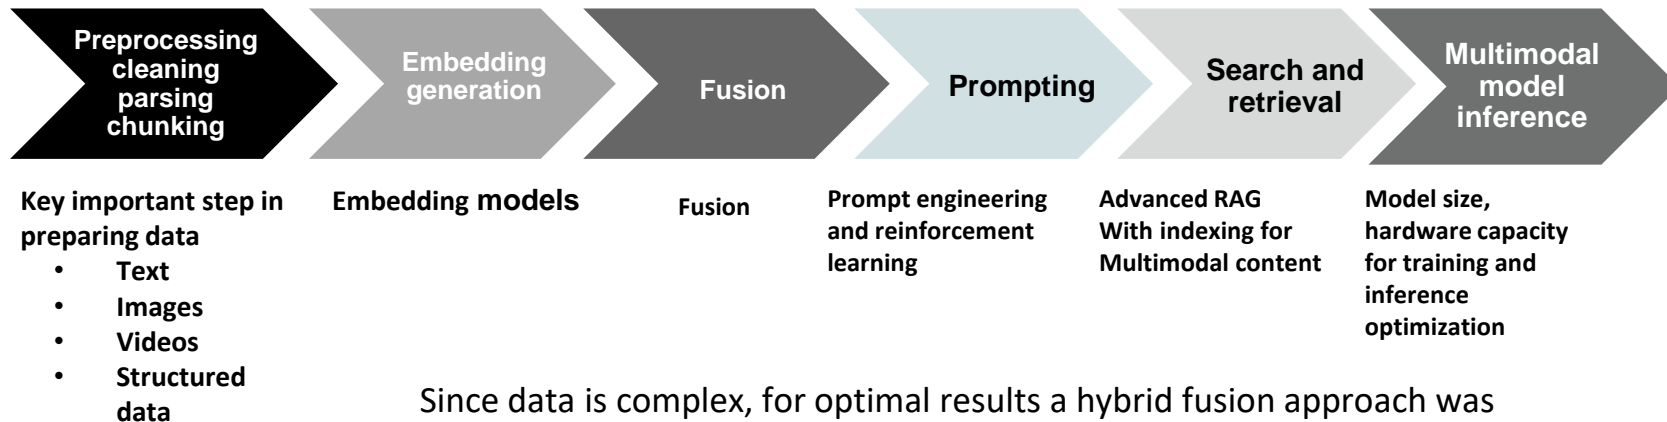 Preprocessing
cleaning
parsing
chunking
Embedding
generation
Fusion
Prompting
Search and
retrieval
Multimodal
model
inference
Key important step in
preparing data
• Text
• Images
• Videos
• Structured
data
Embedding models
Fusion
Prompt engineering
and reinforcement
learning
Advanced RAG
With indexing for
Multimodal content
Model size,
hardware capacity
for training and
inference
optimization
Since data is complex, for optimal results a hybrid fusion approach was